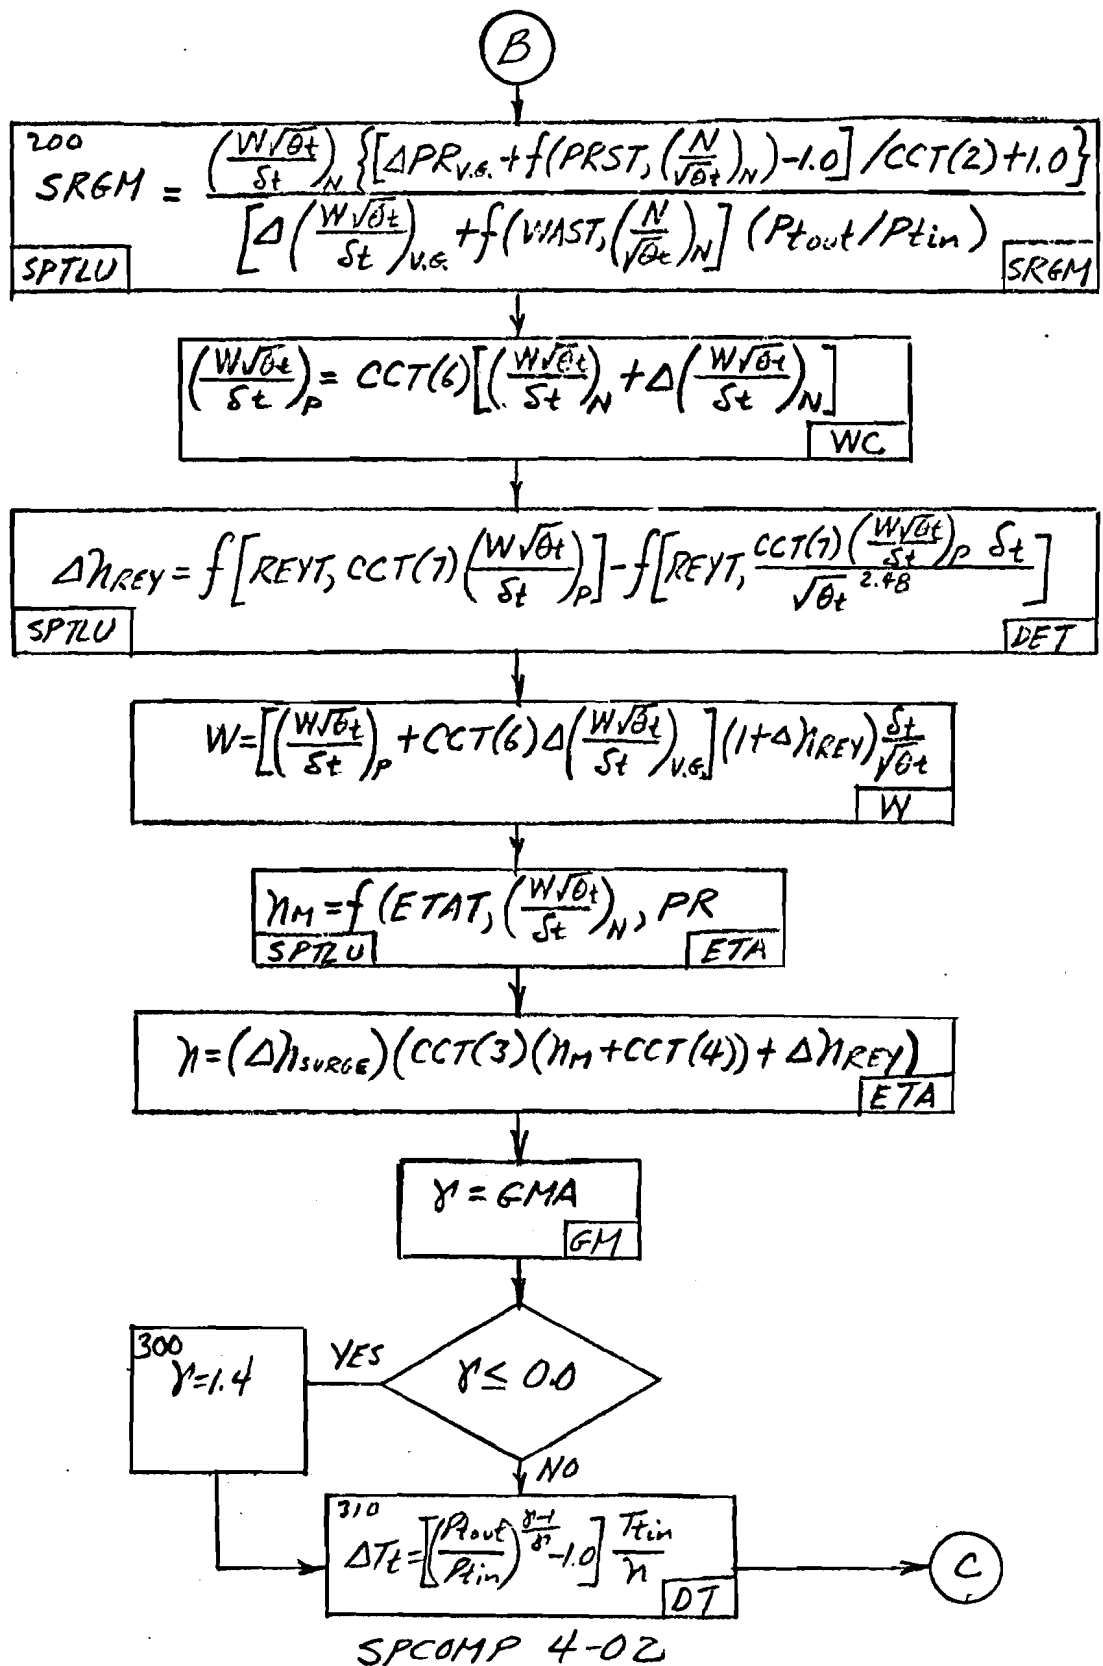 B
200
SRGM = (W√θt/δt)N {[ΔPRV.G. + f(PRST, (N/√θt)N) - 1.0] / CCT(2) + 1.0} / [Δ(W√θt/δt)V.G. + f(WAST, (N/√θt)N] (Ptout/Ptin)
SPTLU
SRGM
(W√θt/δt)P = CCT(6)[(W√θt/δt)N + Δ(W√θt/δt)N]
WC
ΔηREY = f[REYT, CCT(7)(W√θt/δt)P] - f[REYT, CCT(7)(W√θt/δt)P δt / √θt 2.48]
SPTLU
DET
W = [(W√θt/δt)P + CCT(6) Δ(W√θt/δt)V.G.] (1+ΔηREY) δt/√θt
W
ηM = f(ETAT, (W√θt/δt)N, PR
SPTLU
ETA
η = (ΔηSURGE)(CCT(3)(ηM + CCT(4)) + ΔηREY)
ETA
γ = GMA
GM
300
γ = 1.4
YES
γ ≤ 0.0
NO
310
ΔTt = [(Ptout/Ptin)^(γ-1/γ) - 1.0] Ttin/η
DT
C
SPCOMP 4-02